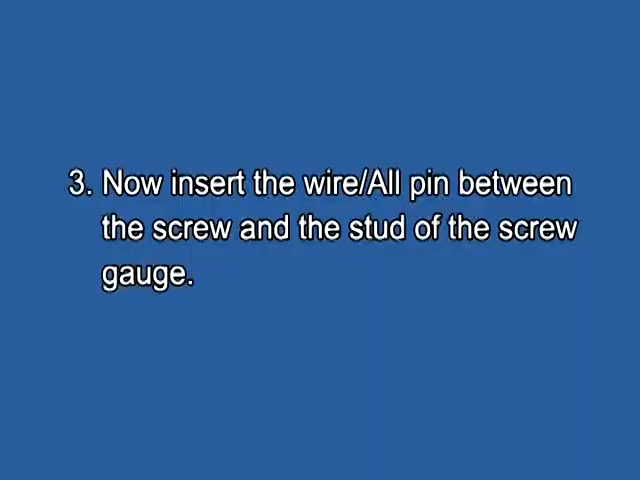 3. Now insert the wire/All pin between
the screw and the stud of the screw
gauge.